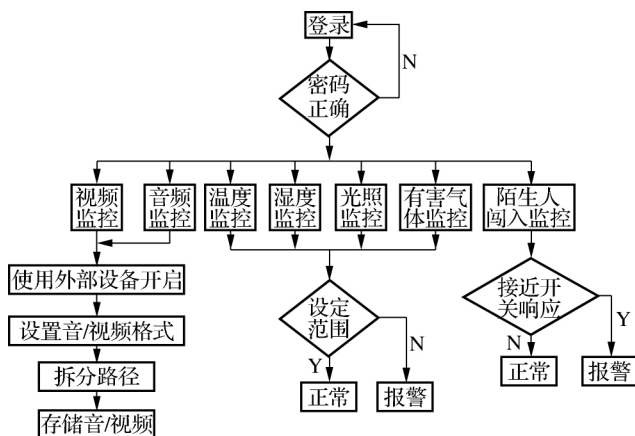 登录
N
密码
正确
视频
监控
音频
监控
温度
监控
湿度
监控
光照
监控
有害气
体监控
陌生人
闯入监控
使用外部设备开启
设置音/视频格式
拆分路径
存储音/视频
设定
范围
Y
N
正常
报警
接近开
关响应
N
Y
正常
报警